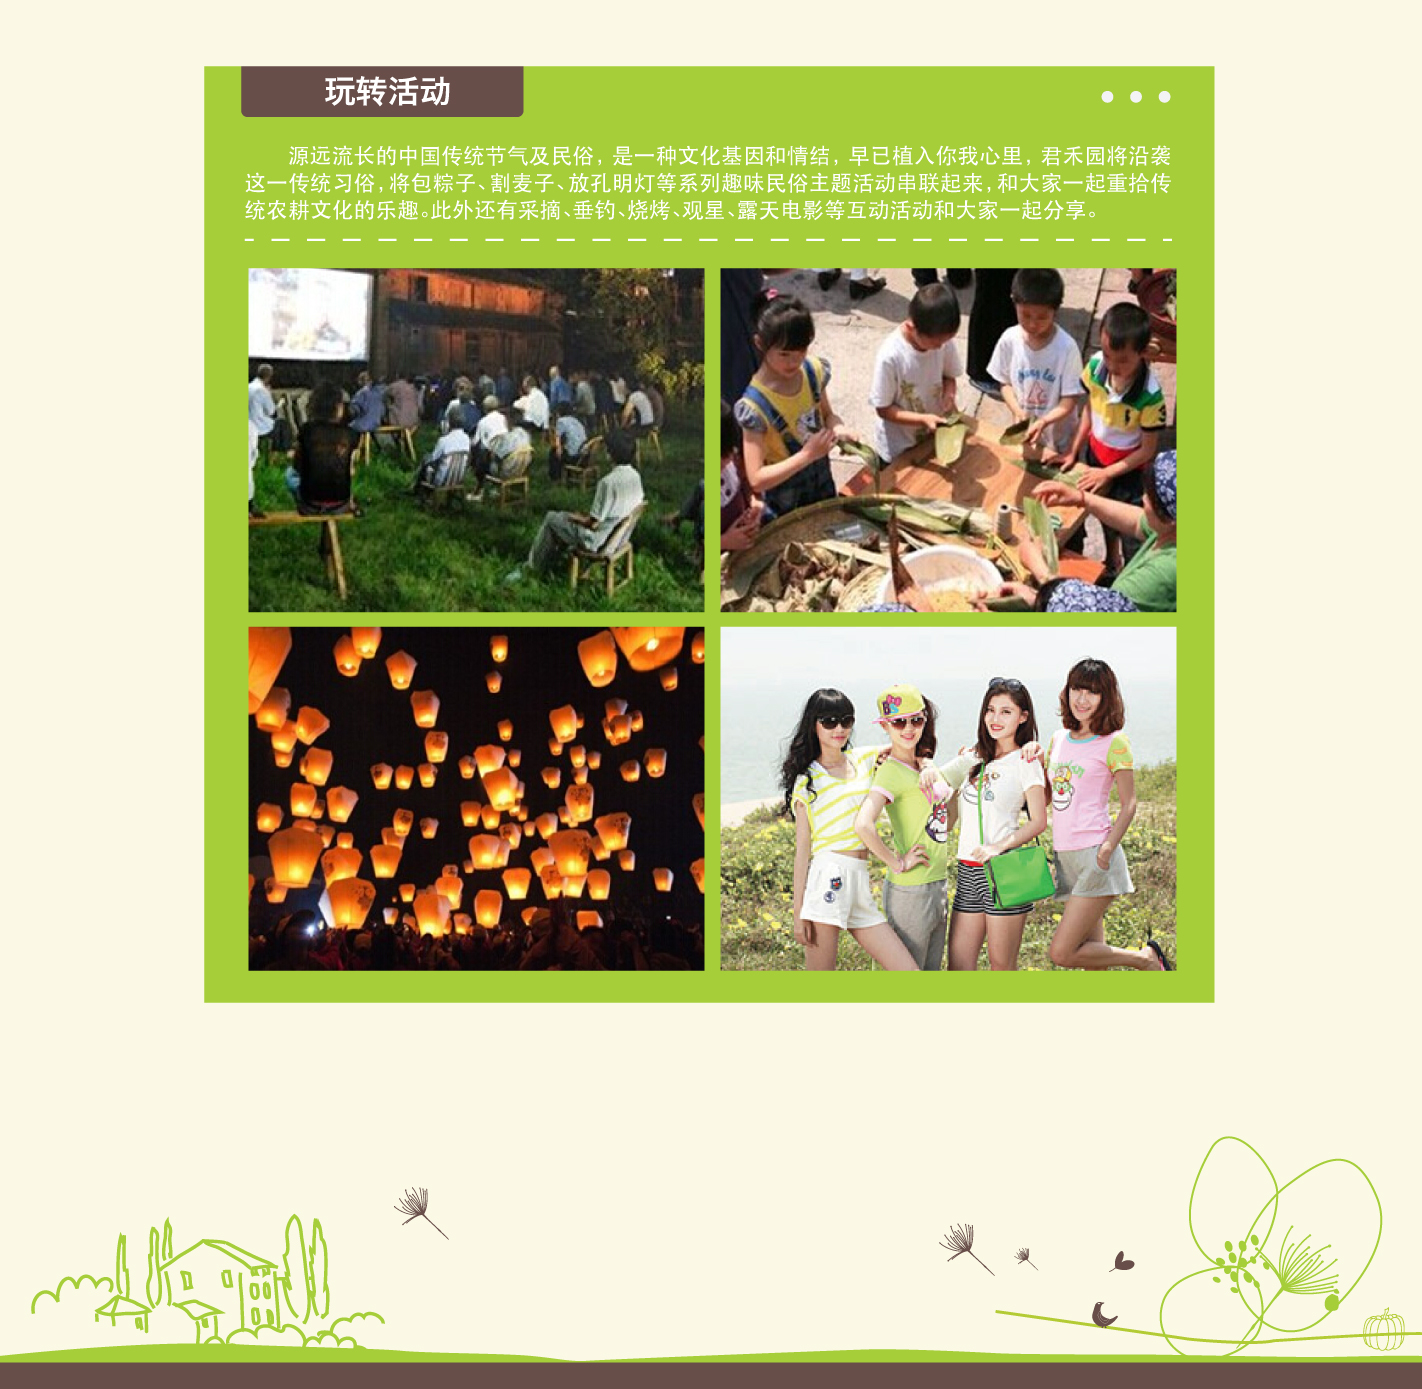 玩转活动
源远流长的中国传统节气及民俗，是一种文化基因和情结，早已植入你我心里，君禾园将沿袭
这一传统习俗，将包粽子、割麦子、放孔明灯等系列趣味民俗主题活动串联起来，和大家一起重拾传
统农耕文化的乐趣。此外还有采摘、垂钓、烧烤、观星、露天电影等互动活动和大家一起分享。